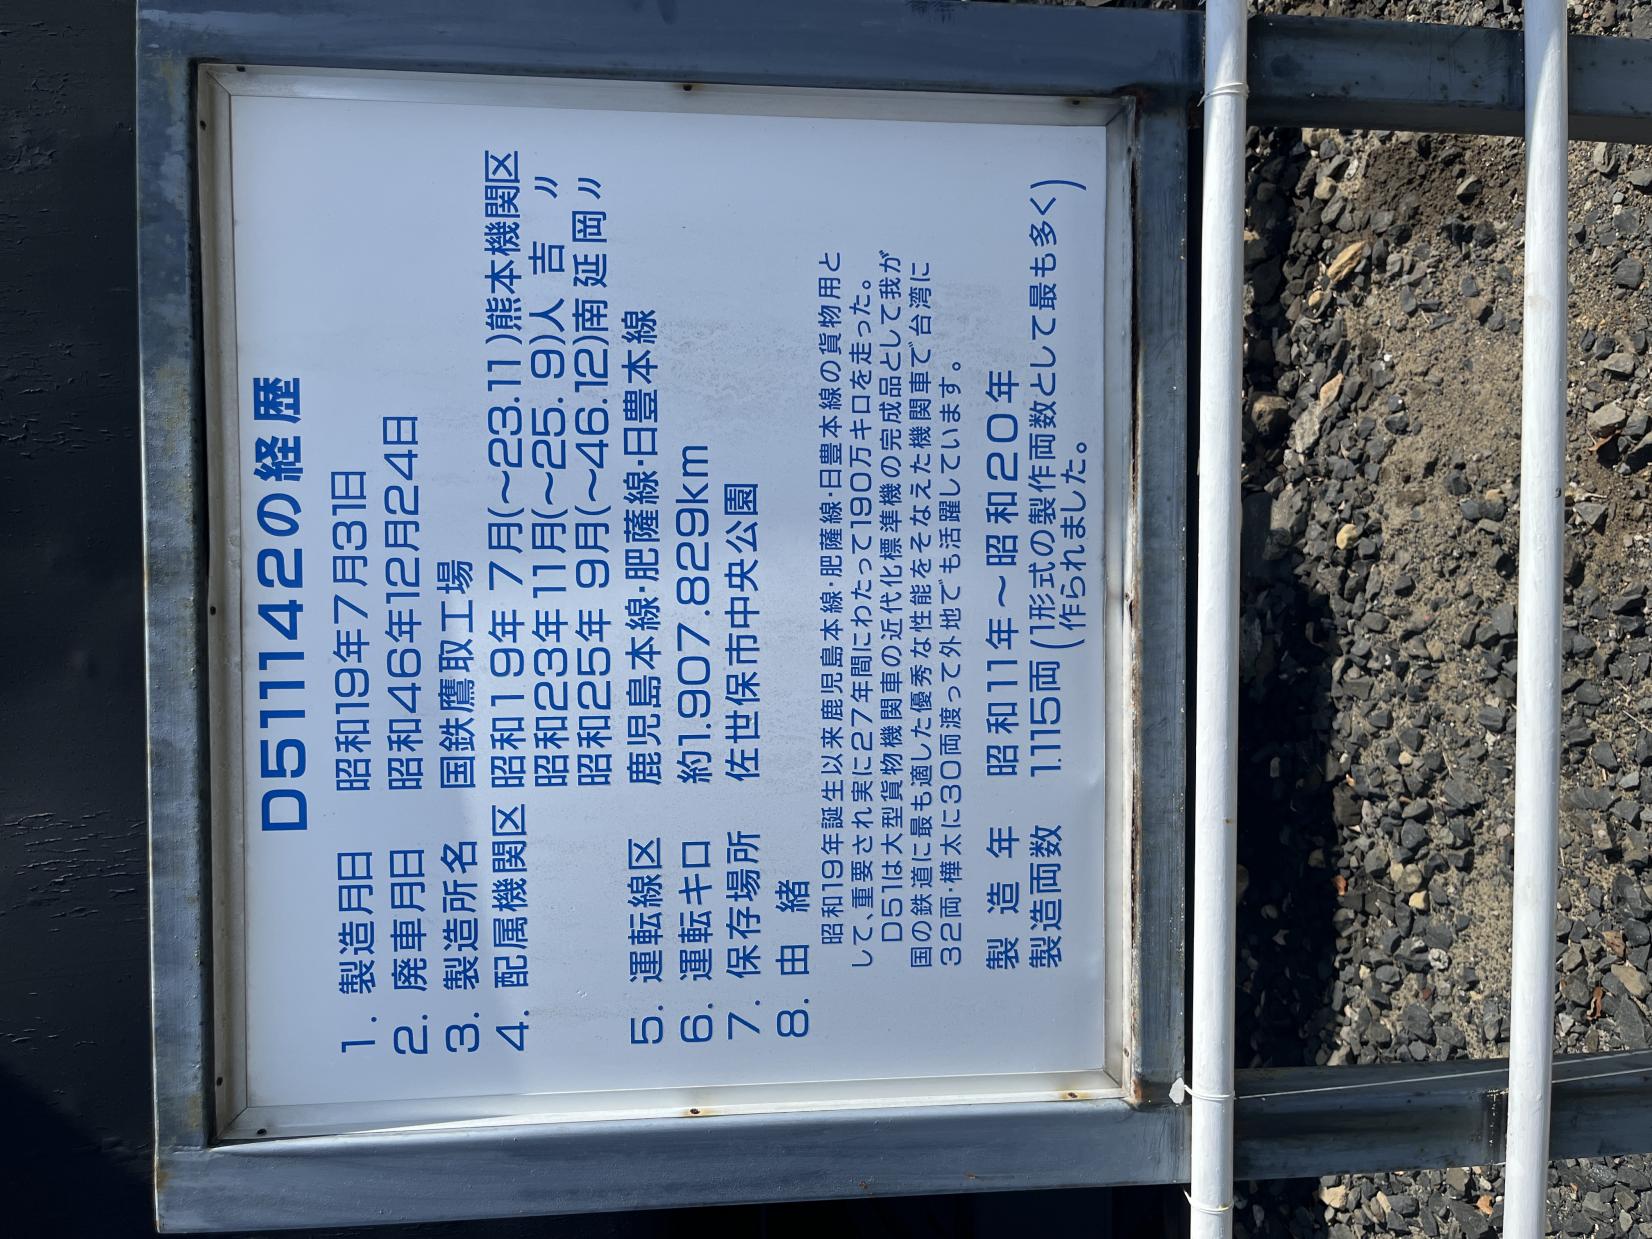 D511142の経歴
1. 製造月日 昭和19年7月31日
2. 廃車月日 昭和46年12月24日
3. 製造所名 国鉄鷹取工場
4. 配属機関区 昭和19年 7月(〜23.11)熊本機関区
昭和23年11月(〜25. 9)人 吉 〃
昭和25年 9月(〜46.12)南延岡〃
5. 運転線区 鹿児島本線・肥薩線・日豊本線
6. 運転キロ 約1.907.829km
7. 保存場所 佐世保市中央公園
8. 由 緒
昭和19年誕生以来鹿児島本線・肥薩線・日豊本線の貨物用と
して、重要され実に27年間にわたって190万キロを走った。
D51は大型貨物機関車の近代化標準機の完成品として我が
国の鉄道に最も適した優秀な性能をそなえた機関車で台湾に
32両・樺太に30両渡って外地でも活躍しています。
製 造 年 昭和11年〜昭和20年
製造両数 1.115両(1形式の製作両数として最も多く)
(作られました。